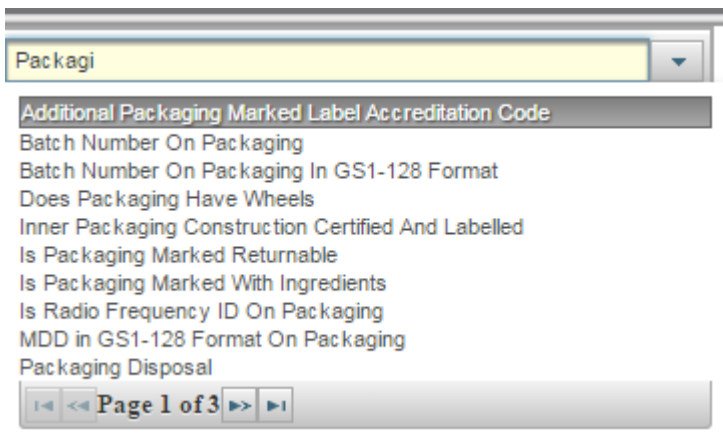 Packagi
Additional Packaging Marked Label Accreditation Code
Batch Number On Packaging
Batch Number On Packaging In GS1-128 Format
Does Packaging Have Wheels
Inner Packaging Construction Certified And Labelled
Is Packaging Marked Returnable
Is Packaging Marked With Ingredients
Is Radio Frequency ID On Packaging
MDD in GS1-128 Format On Packaging
Packaging Disposal
Page 1 of 3